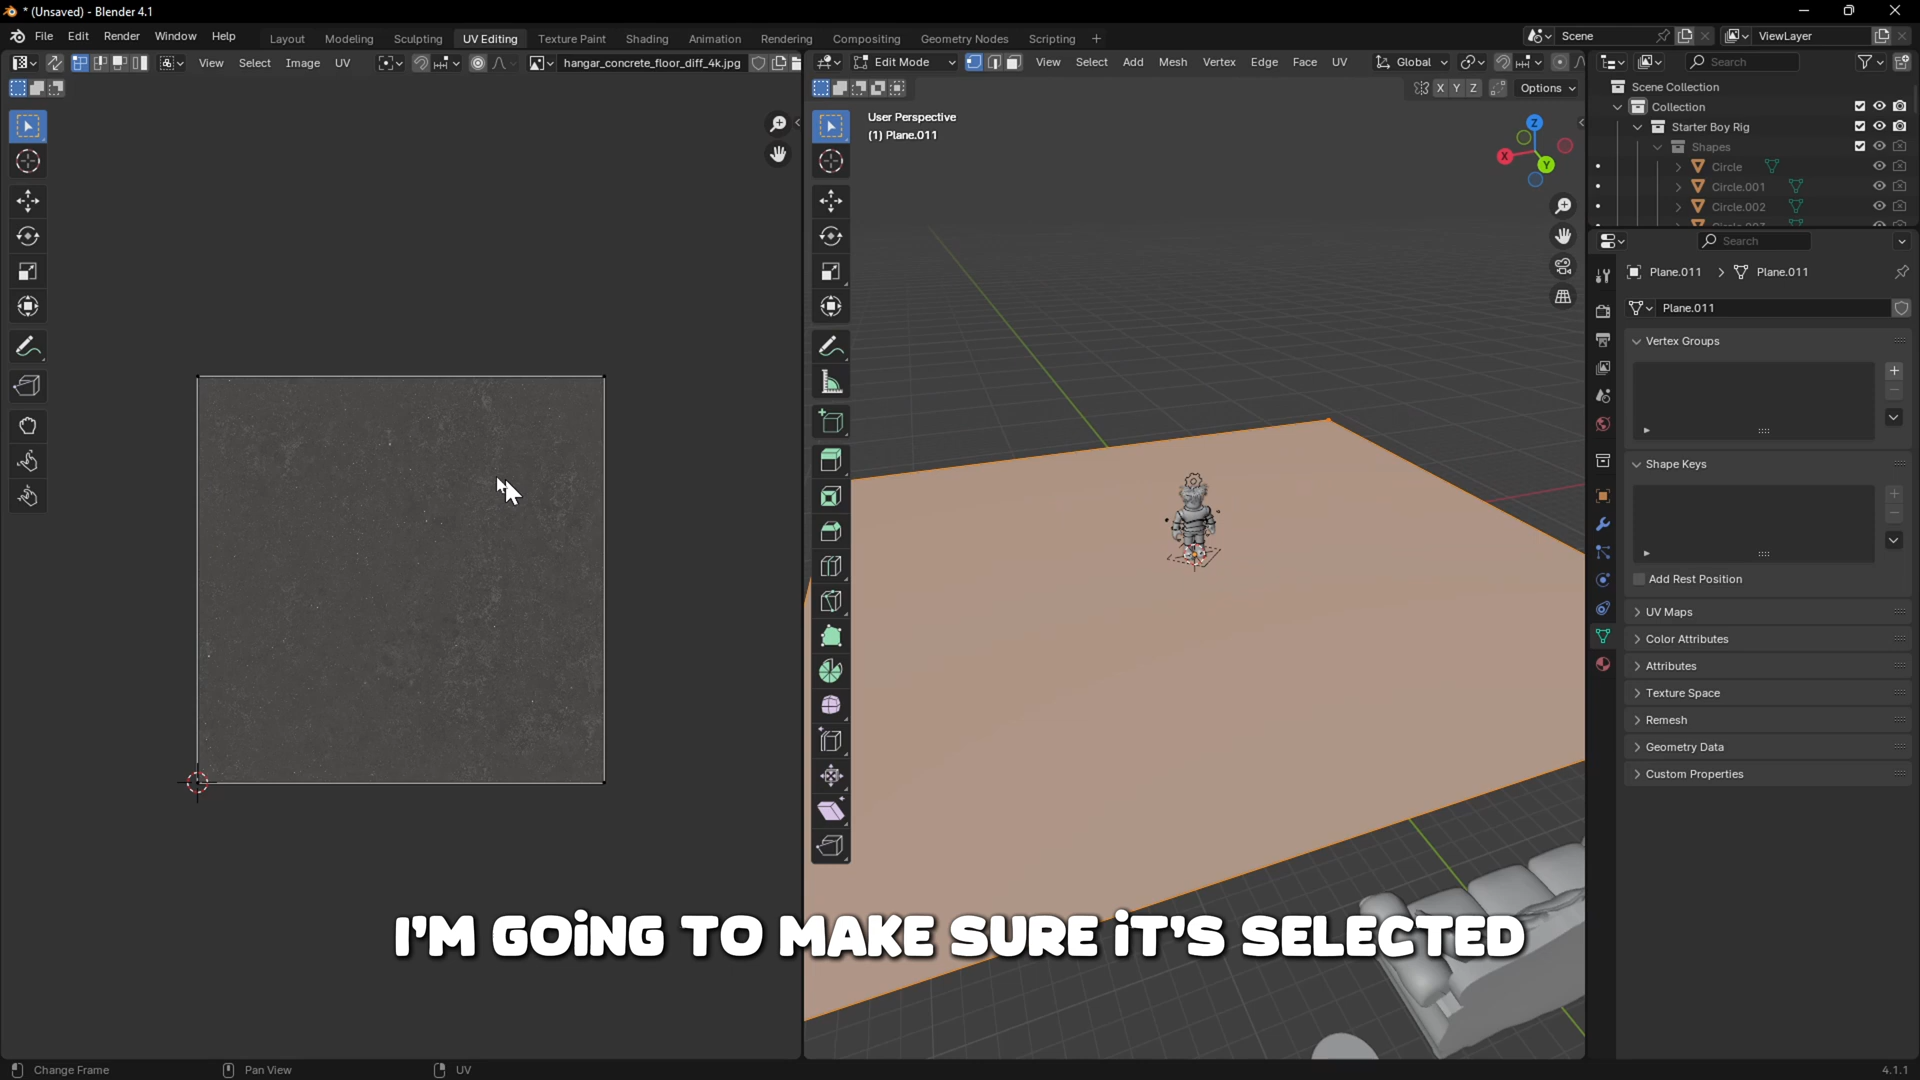 * (Unsaved) - Blender 4.1
File Edit Render Window Help
Layout Modeling Sculpting UV Editing Texture Paint Shading Animation Rendering Compositing Geometry Nodes Scripting +
Scene ViewLayer
View Select Image UV hangar_concrete_floor_diff_4k.jpg
Edit Mode View Select Add Mesh Vertex Edge Face UV Global
X Y Z Options
Search
User Perspective
(1) Plane.011
Z
X
Y
Scene Collection
Collection
Starter Boy Rig
Shapes
Circle
Circle.001
Circle.002
Search
Plane.011 > Plane.011
Plane.011
Vertex Groups
Shape Keys
Add Rest Position
UV Maps
Color Attributes
Attributes
Texture Space
Remesh
Geometry Data
Custom Properties
I'M GOING TO MAKE SURE IT'S SELECTED
Change Frame Pan View UV 4.1.1